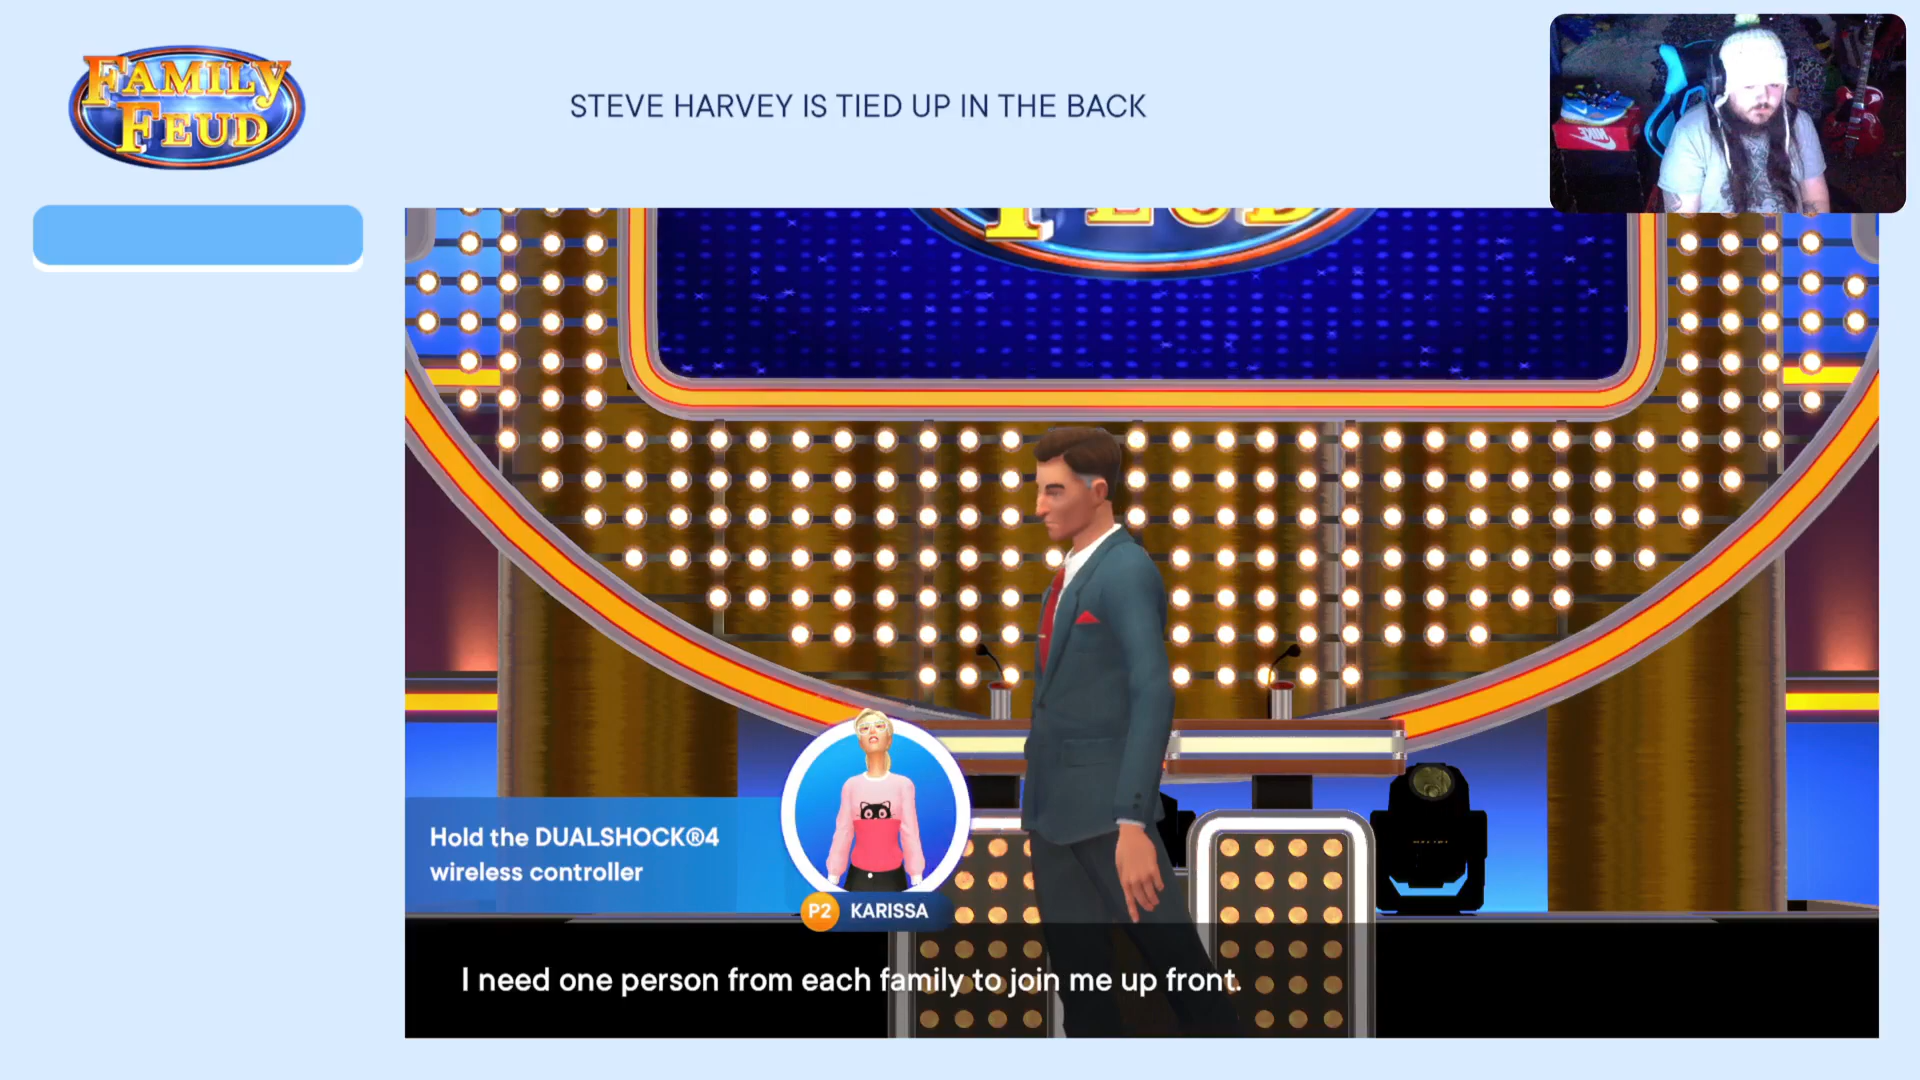 FAMILY
FEUD
STEVE HARVEY IS TIED UP IN THE BACK
NIKE
Hold the DUALSHOCK®4
wireless controller
P2 KARISSA
I need one person from each family to join me up front.